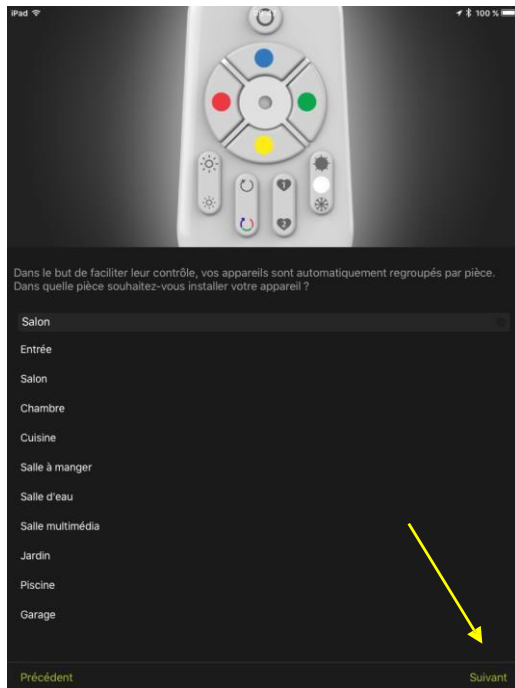 iPad
100 %
1
2
Dans le but de faciliter leur contrôle, vos appareils sont automatiquement regroupés par pièce.
Dans quelle pièce souhaitez-vous installer votre appareil ?
Salon
Entrée
Salon
Chambre
Cuisine
Salle à manger
Salle d'eau
Salle multimédia
Jardin
Piscine
Garage
Précédent Suivant